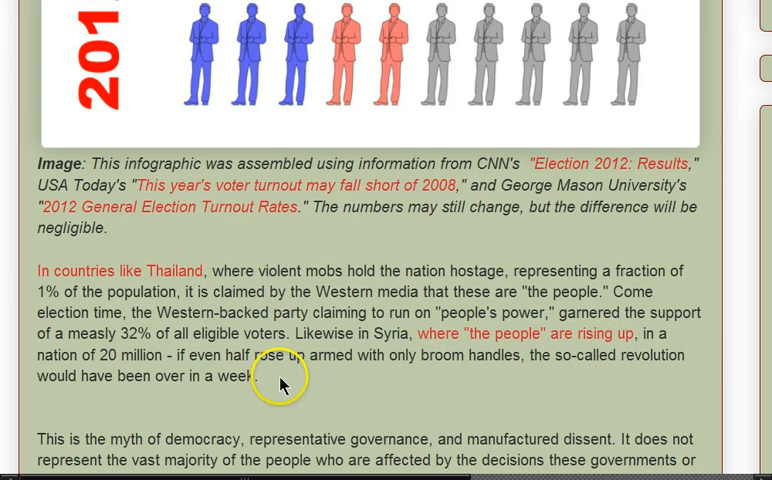 201
Image: This infographic was assembled using information from CNN's "Election 2012: Results,"
USA Today's "This year's voter turnout may fall short of 2008," and George Mason University's
"2012 General Election Turnout Rates." The numbers may still change, but the difference will be
negligible.
In countries like Thailand, where violent mobs hold the nation hostage, representing a fraction of
1% of the population, it is claimed by the Western media that these are "the people." Come
election time, the Western-backed party claiming to run on "people's power," garnered the support
of a measly 32% of all eligible voters. Likewise in Syria, where "the people" are rising up, in a
nation of 20 million - if even half rose up armed with only broom handles, the so-called revolution
would have been over in a week.
This is the myth of democracy, representative governance, and manufactured dissent. It does not
represent the vast majority of the people who are affected by the decisions these governments or